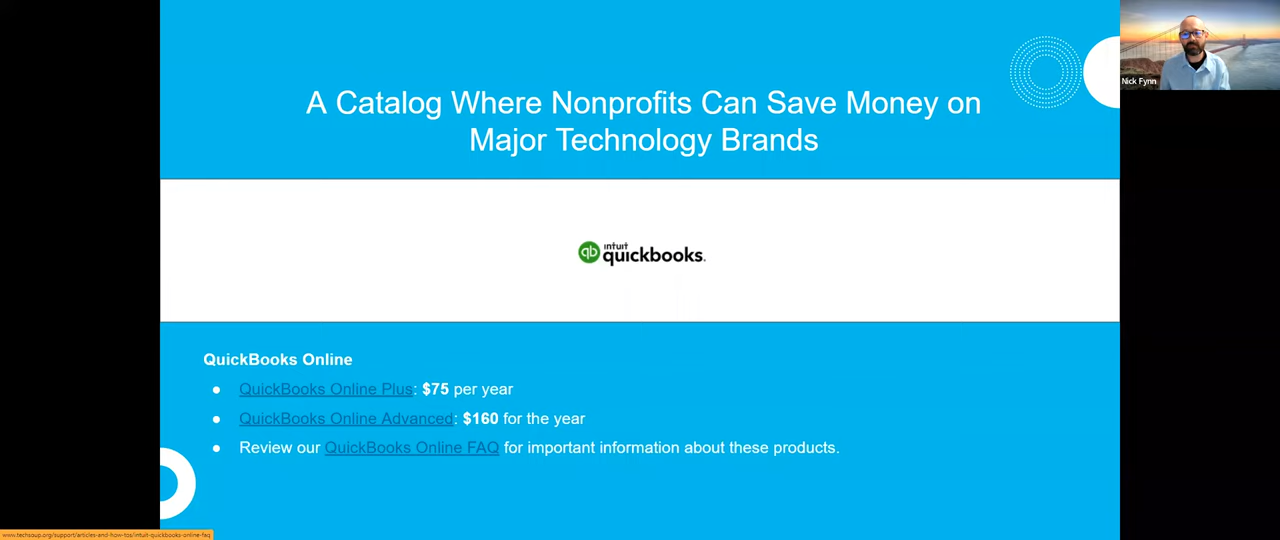 A Catalog Where Nonprofits Can Save Money on
Major Technology Brands
Nick Fynn
qb intuit quickbooks.
QuickBooks Online
● QuickBooks Online Plus: $75 per year
● QuickBooks Online Advanced: $160 for the year
● Review our QuickBooks Online FAQ for important information about these products.
www.techsoup.org/support/articles-and-how-tos/intuit-quickbooks-online-faq